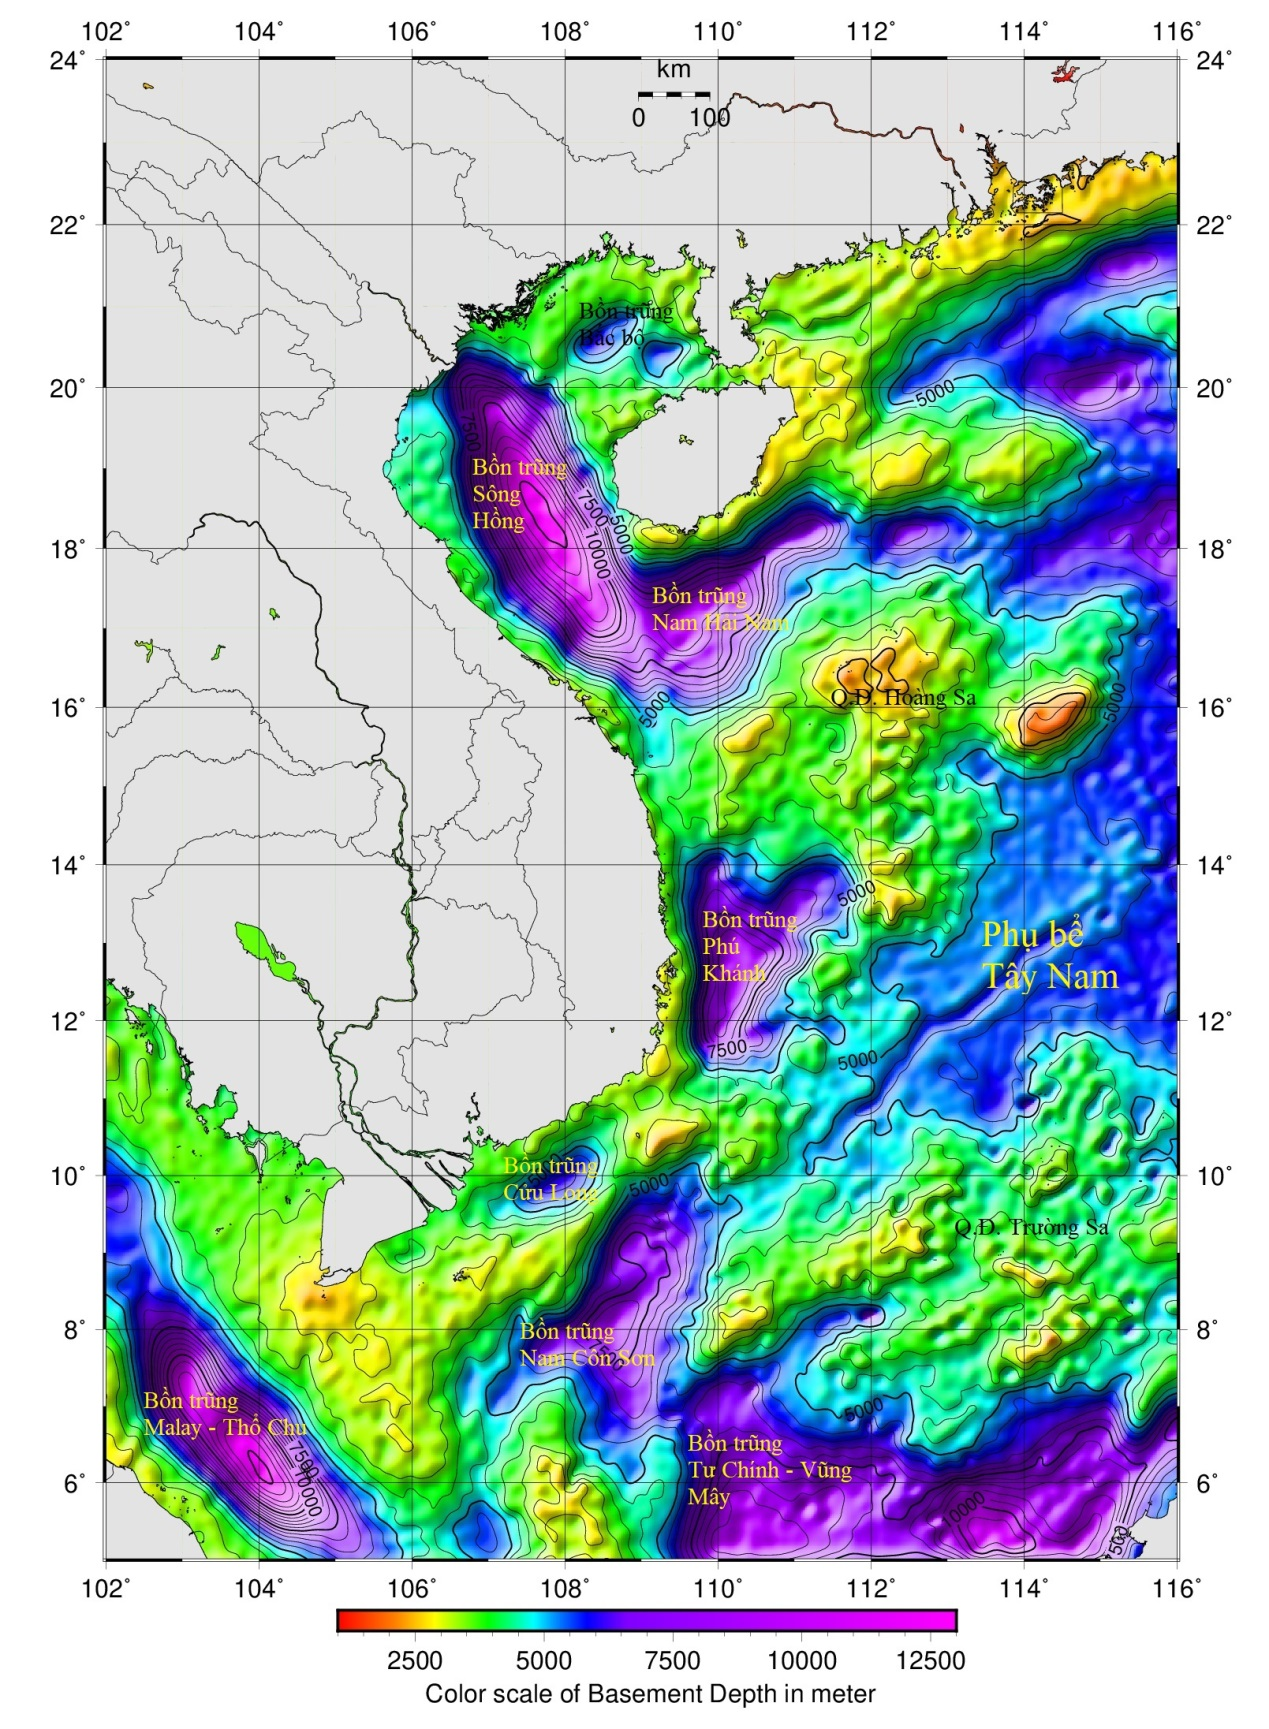 102° 104° 106° 108° 110° 112° 114° 116°
24° 24°
km
0 100
22° 22°
Bồn trũng
Bắc bộ
20° 20°
5000
7500
Bồn trũng
Sông
Hồng
7500
5000
10000
18° 18°
Bồn trũng
Nam Hải Nam
Q.Đ. Hoàng Sa
5000
5000
16° 16°
14° 14°
5000
Bồn trũng
Phú
Khánh
Phụ bể
Tây Nam
12° 12°
7500
5000
Bồn trũng
Cửu Long
5000
10° 10°
Q.Đ. Trường Sa
8° 8°
Bồn trũng
Nam Côn Sơn
Bồn trũng
Malay - Thổ Chu
5000
7500
10000
Bồn trũng
Tư Chính - Vũng
Mây
6° 6°
10000
102° 104° 106° 108° 110° 112° 114° 116°
2500 5000 7500 10000 12500
Color scale of Basement Depth in meter